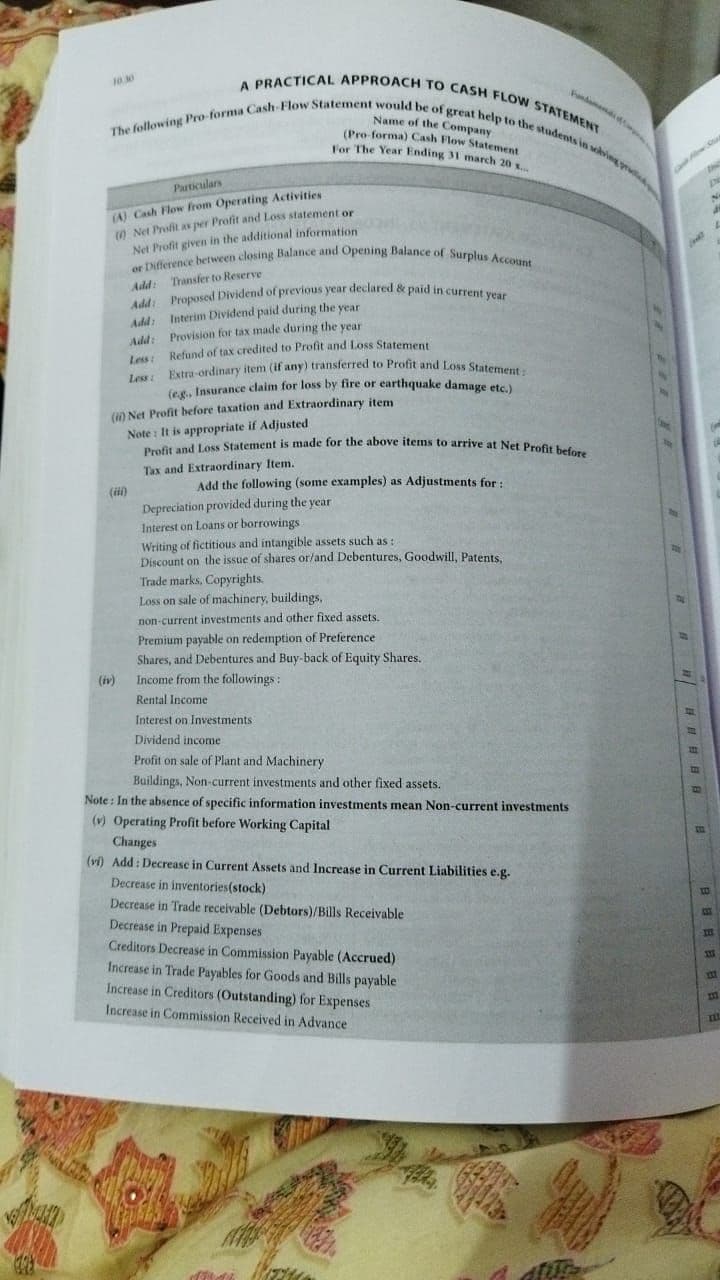 10.30
A PRACTICAL APPROACH TO CASH FLOW STATEMENT
The following Pro-forma Cash-Flow Statement would be of great help to the students in solving
Name of the Company
(Pro-forma) Cash Flow Statement
For The Year Ending 31 march 20 x...
Particulars
(A) Cash Flow from Operating Activities
(i) Net Profit as per Profit and Loss statement or
Net Profit given in the additional information
or Difference between closing Balance and Opening Balance of Surplus Account
Add: Transfer to Reserve
Add: Proposed Dividend of previous year declared & paid in current year
Add: Interim Dividend paid during the year
Add: Provision for tax made during the year
Less: Refund of tax credited to Profit and Loss Statement
Less: Extra-ordinary item (if any) transferred to Profit and Loss Statement :
(e.g., Insurance claim for loss by fire or earthquake damage etc.)
(ii) Net Profit before taxation and Extraordinary item
Note : It is appropriate if Adjusted
Profit and Loss Statement is made for the above items to arrive at Net Profit before
Tax and Extraordinary Item.
(iii) Add the following (some examples) as Adjustments for :
Depreciation provided during the year
Interest on Loans or borrowings
Writing of fictitious and intangible assets such as :
Discount on the issue of shares or/and Debentures, Goodwill, Patents,
Trade marks, Copyrights.
Loss on sale of machinery, buildings,
non-current investments and other fixed assets.
Premium payable on redemption of Preference
Shares, and Debentures and Buy-back of Equity Shares.
(iv) Income from the followings :
Rental Income
Interest on Investments
Dividend income
Profit on sale of Plant and Machinery
Buildings, Non-current investments and other fixed assets.
Note : In the absence of specific information investments mean Non-current investments
(v) Operating Profit before Working Capital
Changes
(vi) Add : Decrease in Current Assets and Increase in Current Liabilities e.g.
Decrease in inventories(stock)
Decrease in Trade receivable (Debtors)/Bills Receivable
Decrease in Prepaid Expenses
Creditors Decrease in Commission Payable (Accrued)
Increase in Trade Payables for Goods and Bills payable
Increase in Creditors (Outstanding) for Expenses
Increase in Commission Received in Advance